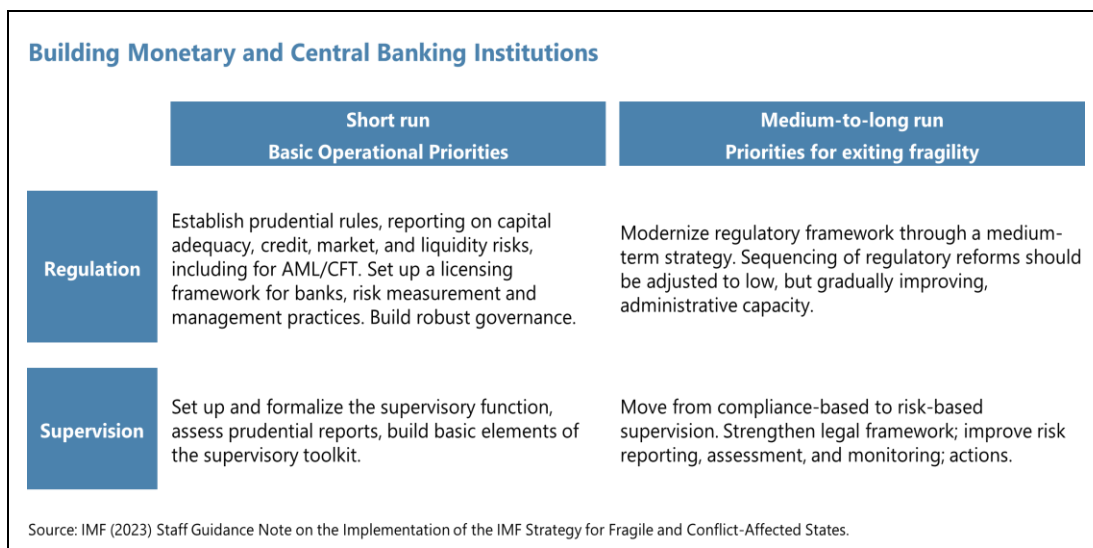 Building Monetary and Central Banking Institutions
Short run
Basic Operational Priorities
Medium-to-long run
Priorities for exiting fragility
Regulation
Establish prudential rules, reporting on capital
adequacy, credit, market, and liquidity risks,
including for AML/CFT. Set up a licensing
framework for banks, risk measurement and
management practices. Build robust governance.
Modernize regulatory framework through a medium-
term strategy. Sequencing of regulatory reforms should
be adjusted to low, but gradually improving,
administrative capacity.
Supervision
Set up and formalize the supervisory function,
assess prudential reports, build basic elements of
the supervisory toolkit.
Move from compliance-based to risk-based
supervision. Strengthen legal framework; improve risk
reporting, assessment, and monitoring; actions.
Source: IMF (2023) Staff Guidance Note on the Implementation of the IMF Strategy for Fragile and Conflict-Affected States.